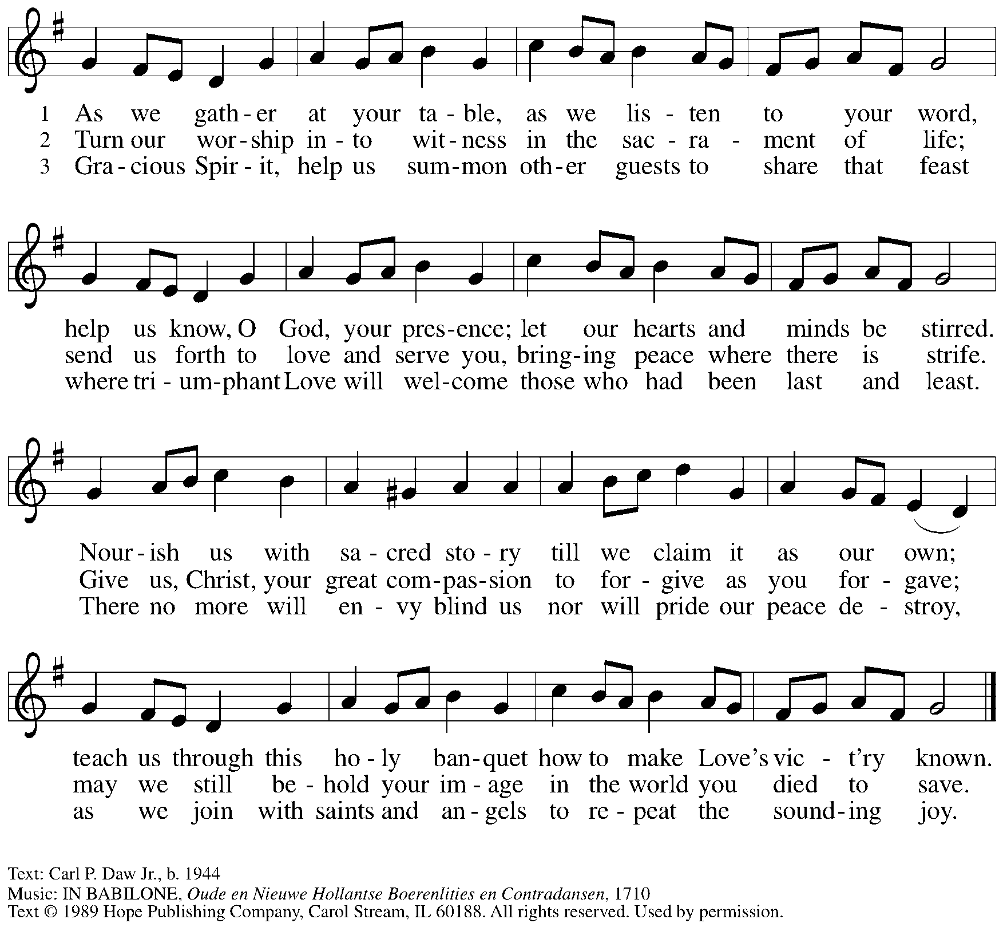 1 As we gath - er at your ta - ble, as we lis - ten to your word,
2 Turn our wor - ship in - to wit - ness in the sac - ra - ment of life;
3 Gra - cious Spir - it, help us sum - mon oth - er guests to share that feast
help us know, O God, your pres - ence; let our hearts and minds be stirred.
send us forth to love and serve you, bring - ing peace where there is strife.
where tri - um - phant Love will wel - come those who had been last and least.
Nour - ish us with sa - cred sto - ry till we claim it as our own;
Give us, Christ, your great com - pas - sion to for - give as you for - gave;
There no more will en - vy blind us nor will pride our peace de - stroy,
teach us through this ho - ly ban - quet how to make Love's vic - t'ry known.
may we still be - hold your im - age in the world you died to save.
as we join with saints and an - gels to re - peat the sound - ing joy.
Text: Carl P. Daw Jr., b. 1944
Music: IN BABILONE, Oude en Nieuwe Hollantse Boerenlities en Contradansen, 1710
Text © 1989 Hope Publishing Company, Carol Stream, IL 60188. All rights reserved. Used by permission.